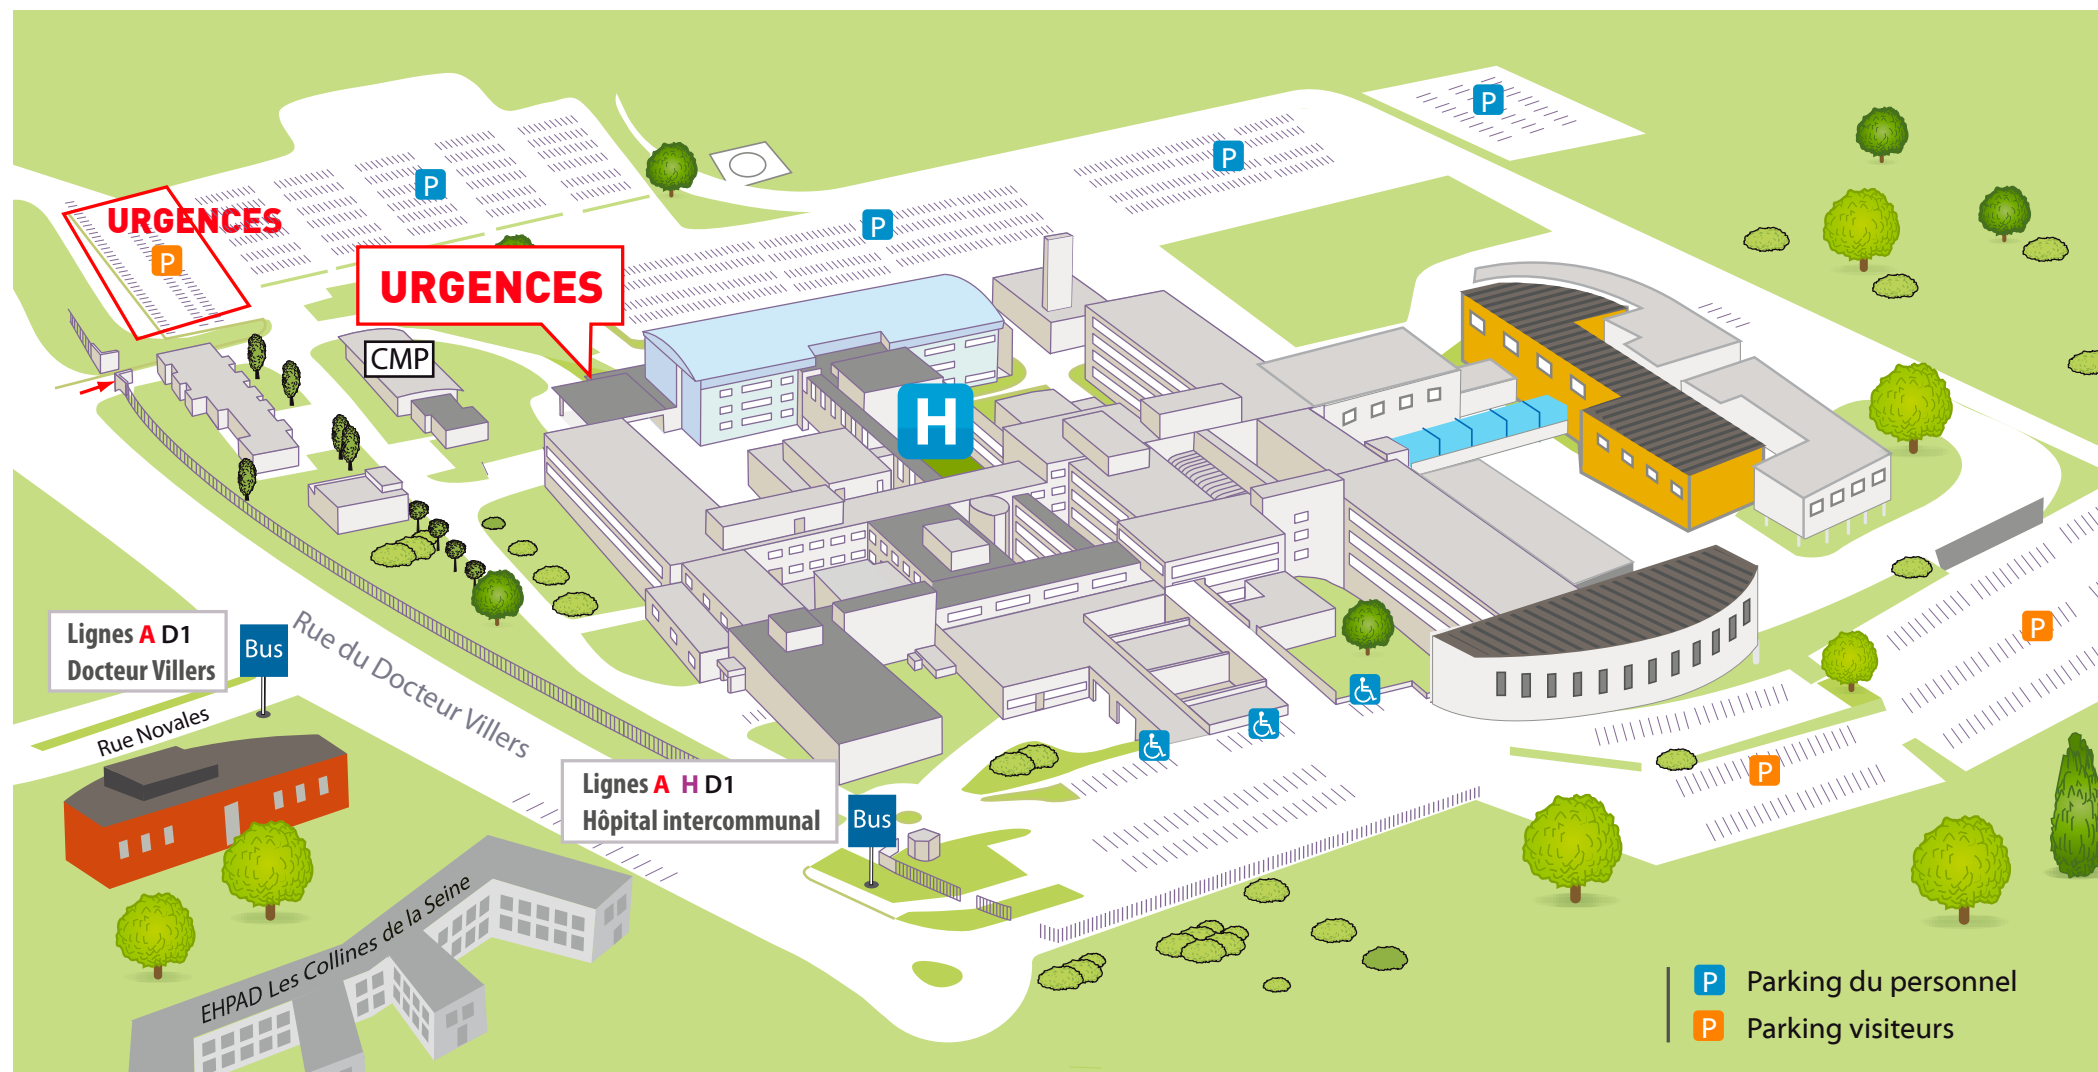 P
P
P
P
URGENCES
P
URGENCES
CMP
H
Lignes A D1
Docteur Villers
Bus
Rue du Docteur Villers
Rue Novales
P
P
Lignes A H D1
Hôpital intercommunal
Bus
EHPAD Les Collines de la Seine
P Parking du personnel
P Parking visiteurs